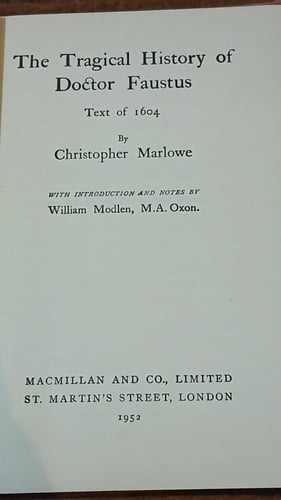 The Tragical History of
Doctor Faustus
Text of 1604
By
Christopher Marlowe
WITH INTRODUCTION AND NOTES BY
William Modlen, M.A. Oxon.
MACMILLAN AND CO., LIMITED
ST. MARTIN'S STREET, LONDON
1952